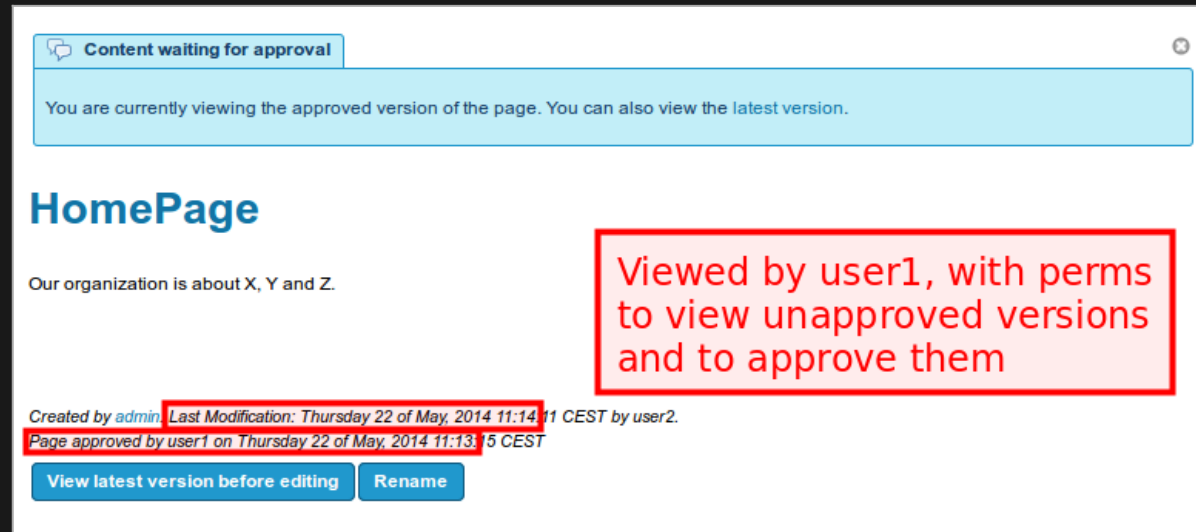 Content waiting for approval
You are currently viewing the approved version of the page. You can also view the latest version.
HomePage
Our organization is about X, Y and Z.
Viewed by user1, with perms
to view unapproved versions
and to approve them
Created by admin. Last Modification: Thursday 22 of May, 2014 11:14:11 CEST by user2.
Page approved by user1 on Thursday 22 of May, 2014 11:13:15 CEST
View latest version before editing
Rename